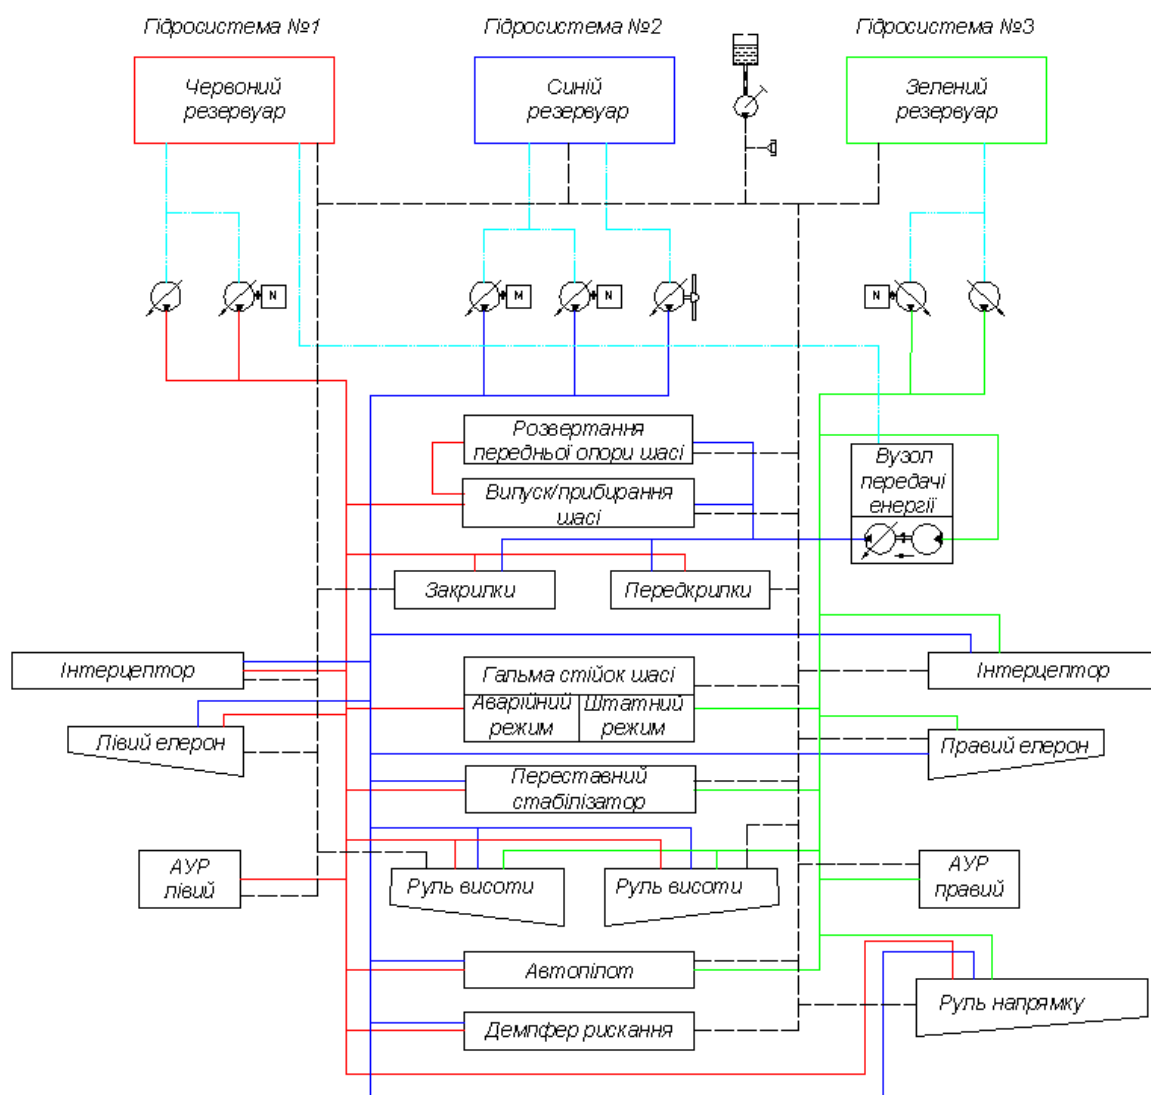 Гідросистема №1
Гідросистема №2
Гідросистема №3
Червоний
резервуар
Синій
резервуар
Зелений
резервуар
N
M
N
N
Розвертання
передньої опори шасі
Вузол
передачі
енергії
Випуск/прибирання
шасі
Закрилки
Передкрилки
Інтерцептор
Гальма стійок шасі
Інтерцептор
Аварійний
режим
Штатний
режим
Лівий елерон
Правий елерон
Переставний
стабілізатор
АУР
лівий
Руль висоти
Руль висоти
АУР
правий
Автопілот
Руль напрямку
Демпфер рискання